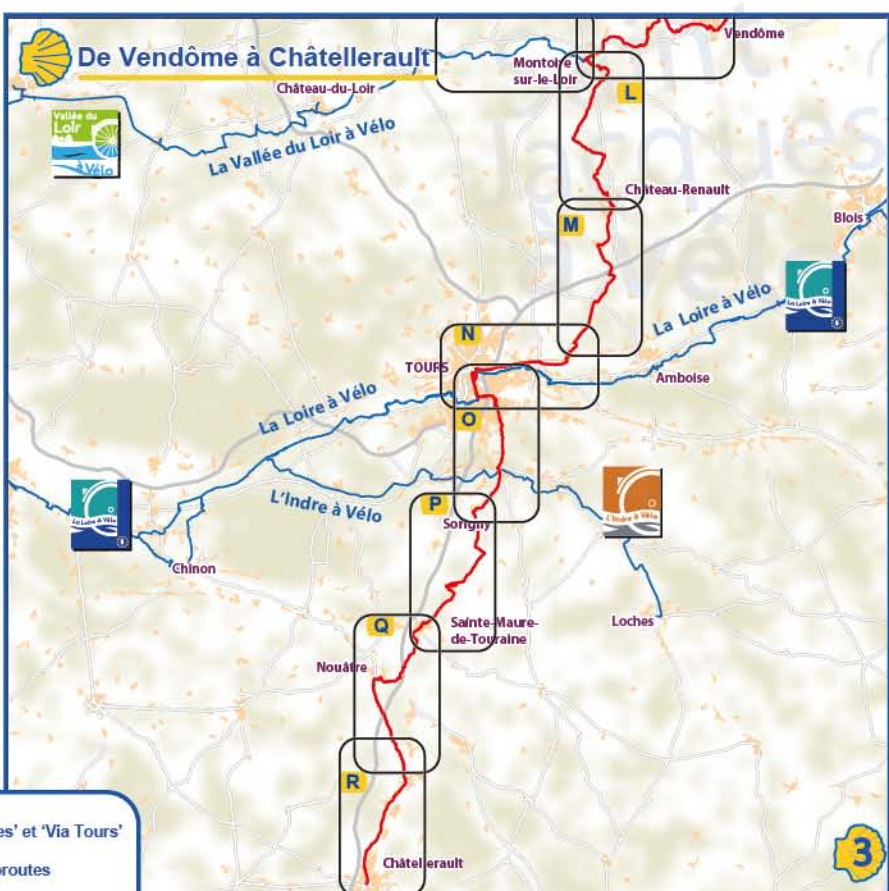 De Vendôme à Châtellerault
Vendôme
Montoire
sur-le-Loir
Château-du-Loir
L
Vallée du
Loir
à Vélo
La Vallée du Loir à Vélo
Jacques
à vélo
Château-Renault
M
Blois
La Loire à Vélo
La Loire à Vélo
N
TOURS
Amboise
La Loire à Vélo
O
L'Indre à Vélo
P
Sorigny
L'Indre à Vélo
La Loire à Vélo
Chinon
Loches
Q
Sainte-Maure-
de-Touraine
Nouâtre
R
es' et 'Via Tours'
oroutes
Châtellerault
3